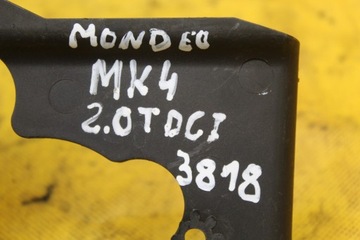 MONDEO
MK4
2.0TDCI
3818